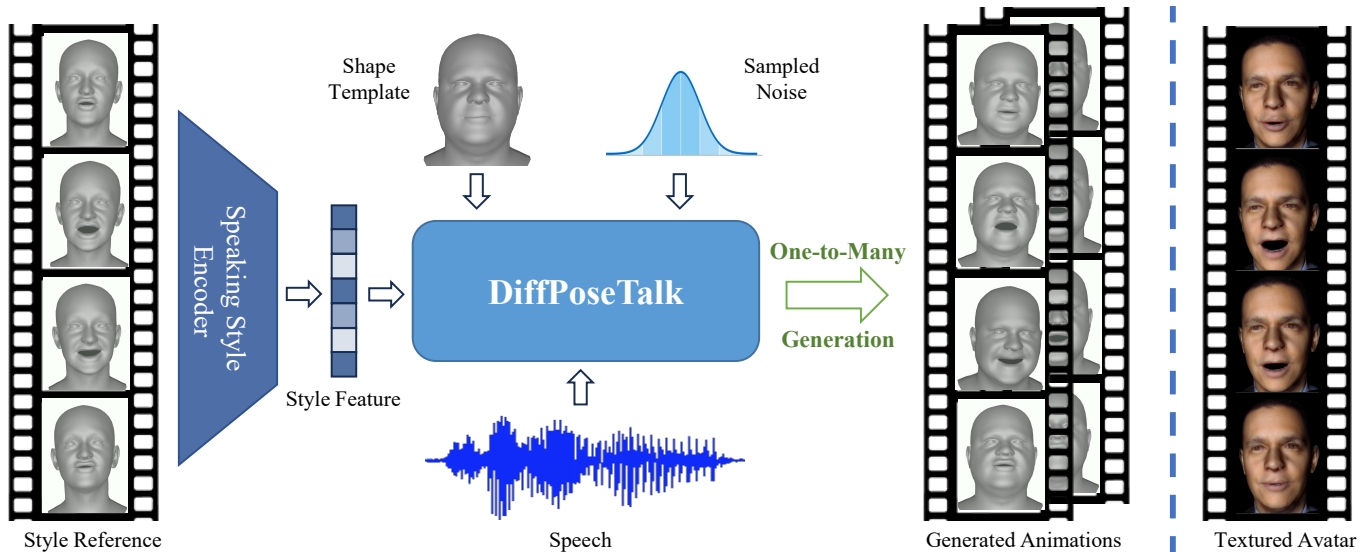 Shape
Template
Sampled
Noise
Speaking Style
Encoder
DiffPoseTalk
One-to-Many
Generation
Style Feature
Style Reference
Speech
Generated Animations
Textured Avatar